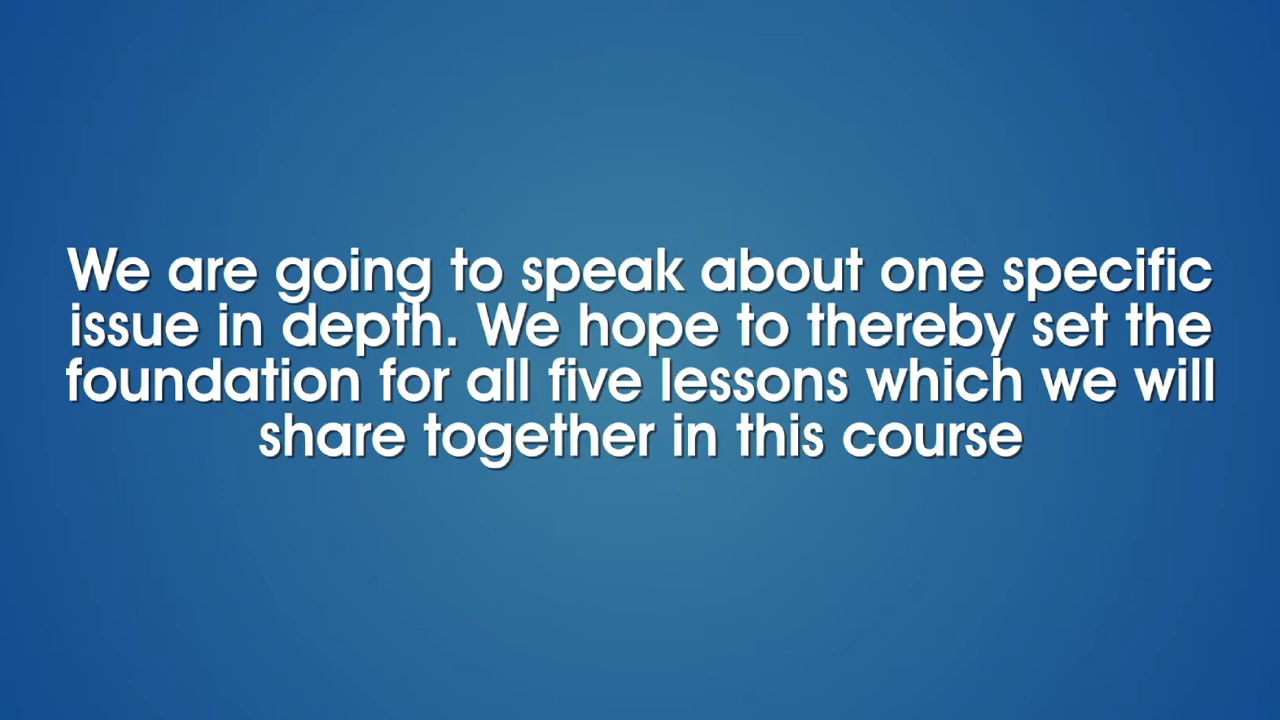 We are going to speak about one specific
issue in depth. We hope to thereby set the
foundation for all five lessons which we will
share together in this course